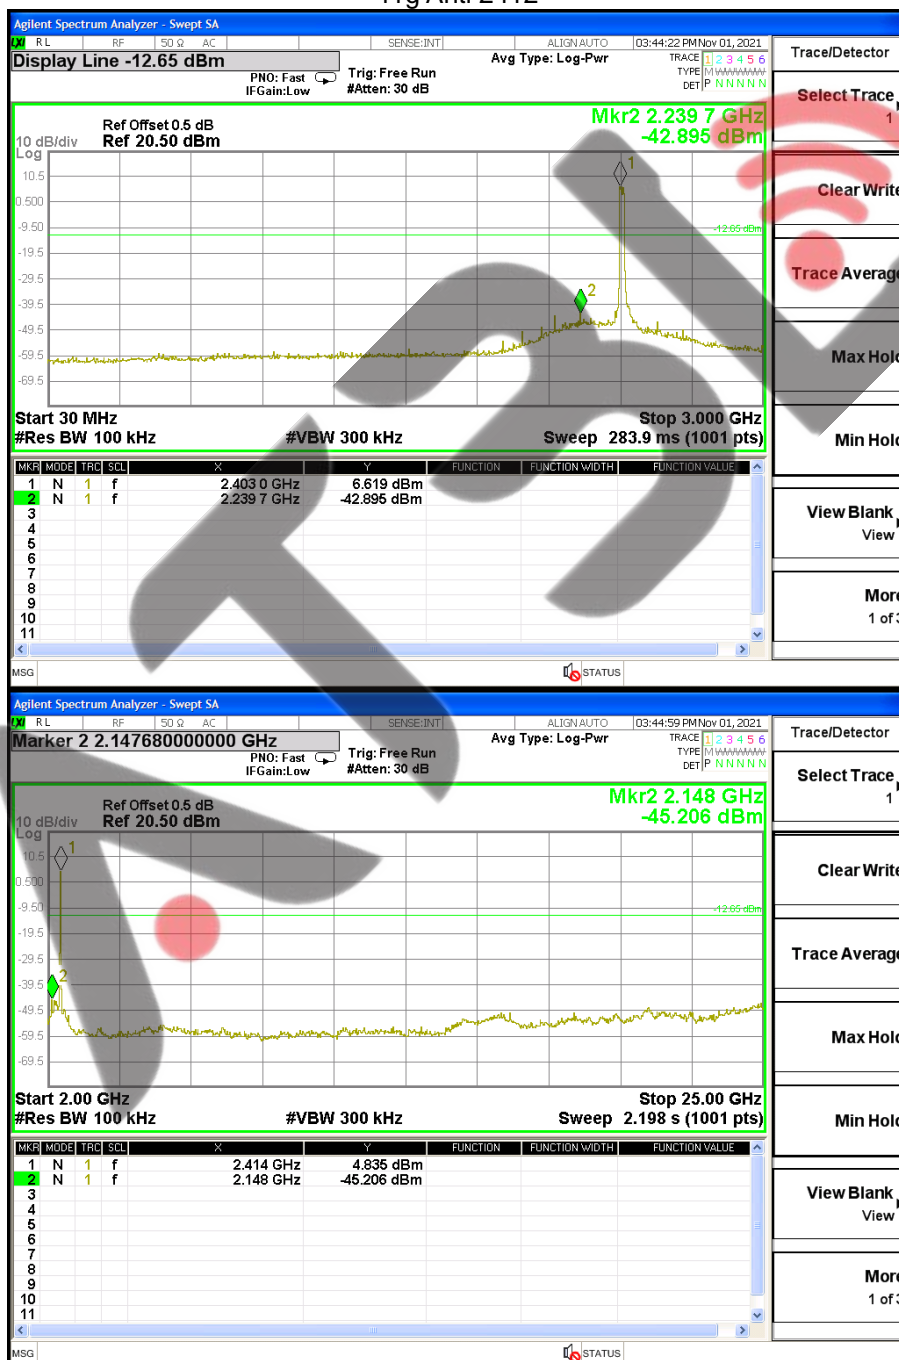 Agilent Spectrum Analyzer - Swept SA
LXI RL RF 50 Ω AC SENSE:INT ALIGN AUTO 03:44:22 PM Nov 01, 2021
Display Line -12.65 dBm
Avg Type: Log-Pwr
TRACE 1 2 3 4 5 6
TYPE M WWWWW
DET P N N N N N
PNO: Fast
IFGain:Low
Trig: Free Run
#Atten: 30 dB
Trace/Detector
Select Trace
1
Clear Write
Trace Average
Max Hold
Min Hold
View Blank
View
More
1 of 3
Mkr2 2.239 7 GHz
-42.895 dBm
Ref Offset 0.5 dB
10 dB/div Ref 20.50 dBm
Log
10.5
0.500
-9.50
-19.5
-29.5
-39.5
-49.5
-59.5
-69.5
1
2
-12.65 dBm
Start 30 MHz Stop 3.000 GHz
#Res BW 100 kHz #VBW 300 kHz Sweep 283.9 ms (1001 pts)
MKR MODE TRC SCL X Y FUNCTION FUNCTION WIDTH FUNCTION VALUE
1 N 1 f 2.403 0 GHz 6.619 dBm
2 N 1 f 2.239 7 GHz -42.895 dBm
3
4
5
6
7
8
9
10
11
MSG STATUS
Agilent Spectrum Analyzer - Swept SA
LXI RL RF 50 Ω AC SENSE:INT ALIGN AUTO 03:44:59 PM Nov 01, 2021
Marker 2 2.147680000000 GHz
Avg Type: Log-Pwr
TRACE 1 2 3 4 5 6
TYPE M WWWWW
DET P N N N N N
PNO: Fast
IFGain:Low
Trig: Free Run
#Atten: 30 dB
Trace/Detector
Select Trace
1
Clear Write
Trace Average
Max Hold
Min Hold
View Blank
View
More
1 of 3
Mkr2 2.148 GHz
-45.206 dBm
Ref Offset 0.5 dB
10 dB/div Ref 20.50 dBm
Log
10.5
0.500
-9.50
-19.5
-29.5
-39.5
-49.5
-59.5
-69.5
1
2
-12.65 dBm
Start 2.00 GHz Stop 25.00 GHz
#Res BW 100 kHz #VBW 300 kHz Sweep 2.198 s (1001 pts)
MKR MODE TRC SCL X Y FUNCTION FUNCTION WIDTH FUNCTION VALUE
1 N 1 f 2.414 GHz 4.835 dBm
2 N 1 f 2.148 GHz -45.206 dBm
3
4
5
6
7
8
9
10
11
MSG STATUS